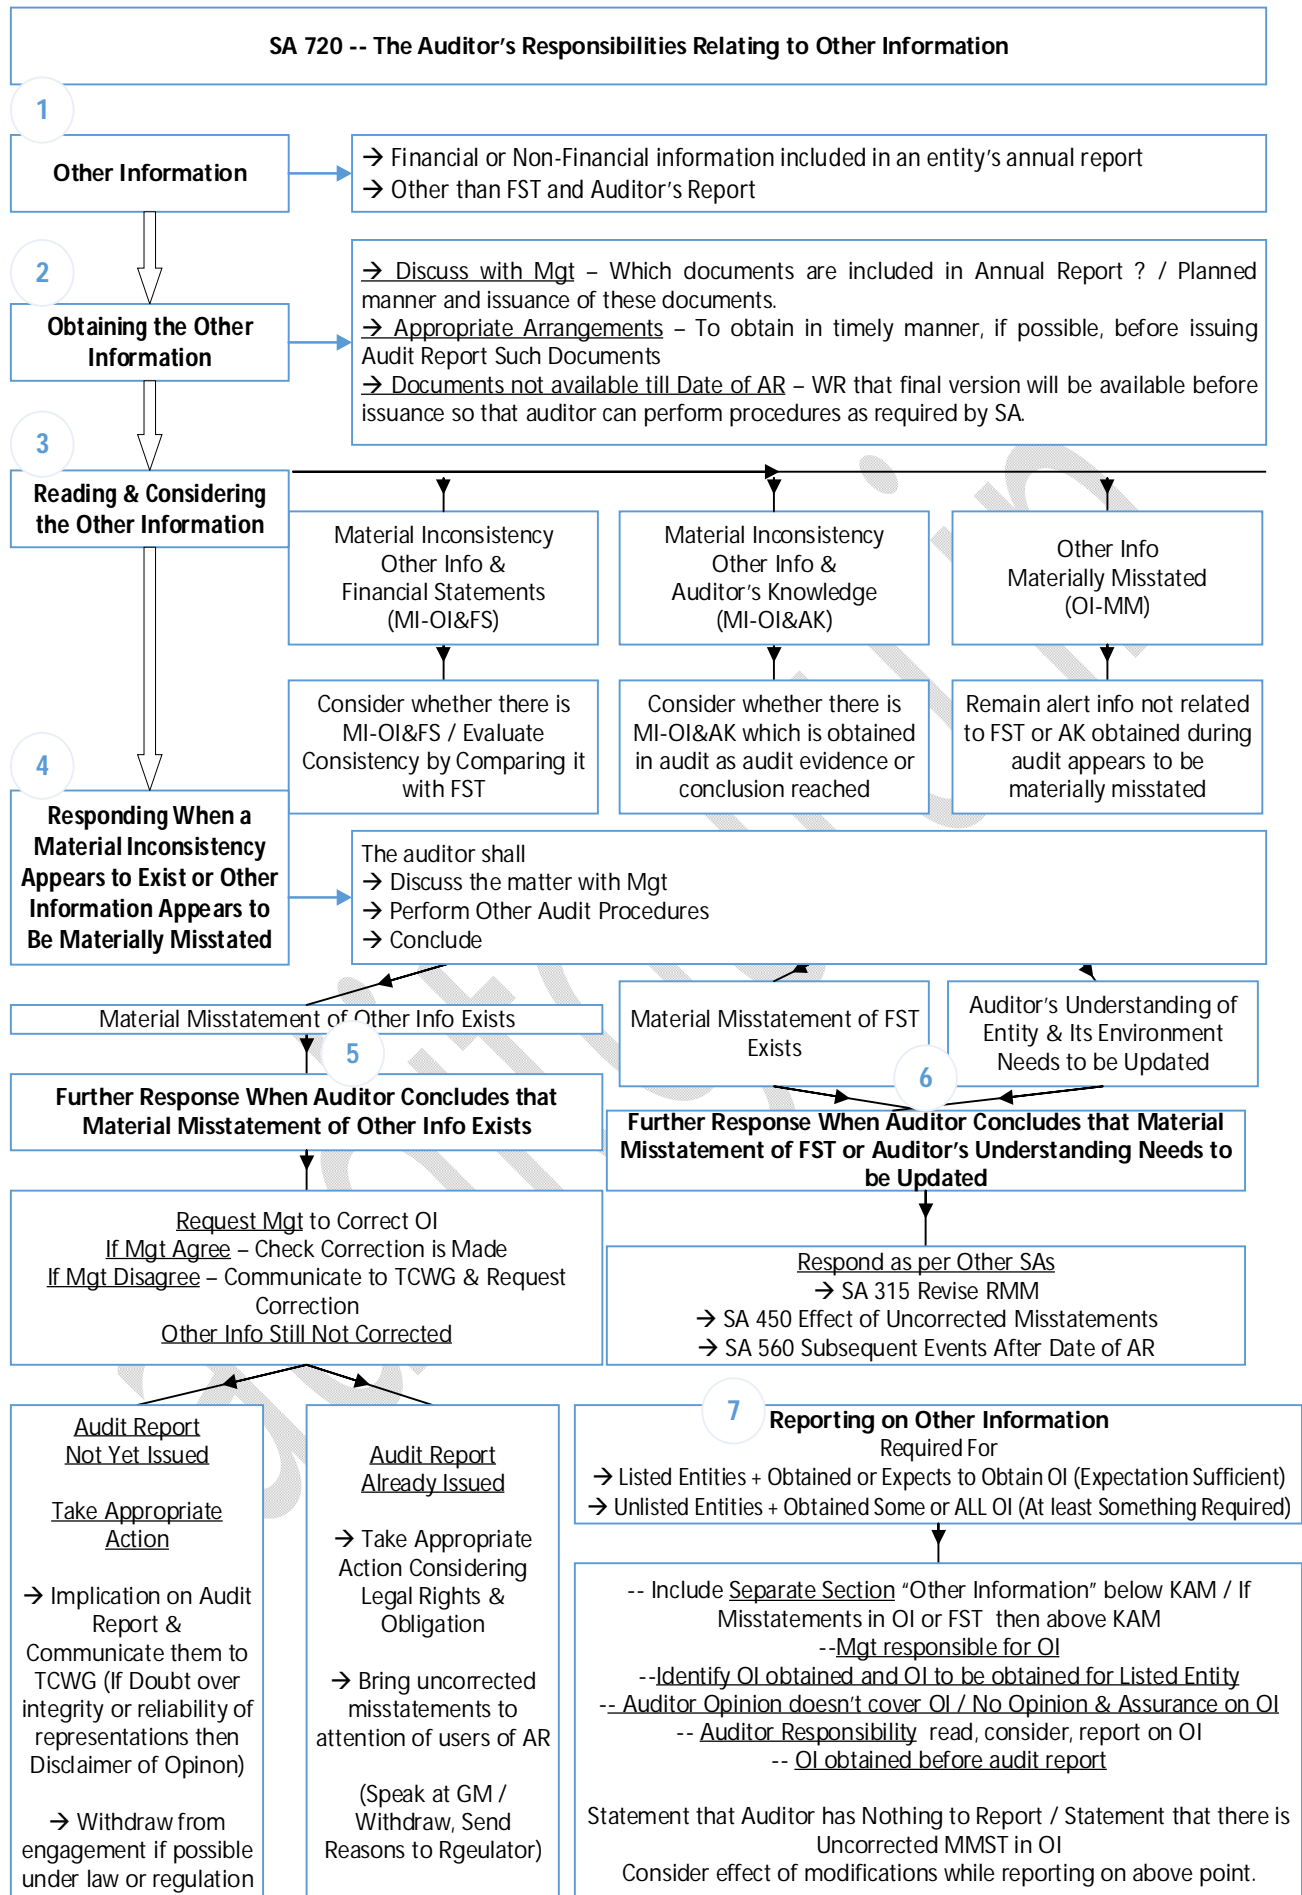 SA 720 -- The Auditor's Responsibilities Relating to Other Information
1
Other Information
→ Financial or Non-Financial information included in an entity's annual report
→ Other than FST and Auditor's Report
2
Obtaining the Other
Information
→ Discuss with Mgt – Which documents are included in Annual Report ? / Planned
manner and issuance of these documents.
→ Appropriate Arrangements – To obtain in timely manner, if possible, before issuing
Audit Report Such Documents
→ Documents not available till Date of AR – WR that final version will be available before
issuance so that auditor can perform procedures as required by SA.
3
Reading & Considering
the Other Information
Material Inconsistency
Other Info &
Financial Statements
(MI-OI&FS)
Material Inconsistency
Other Info &
Auditor's Knowledge
(MI-OI&AK)
Other Info
Materially Misstated
(OI-MM)
Consider whether there is
MI-OI&FS / Evaluate
Consistency by Comparing it
with FST
Consider whether there is
MI-OI&AK which is obtained
in audit as audit evidence or
conclusion reached
Remain alert info not related
to FST or AK obtained during
audit appears to be
materially misstated
4
Responding When a
Material Inconsistency
Appears to Exist or Other
Information Appears to
Be Materially Misstated
The auditor shall
→ Discuss the matter with Mgt
→ Perform Other Audit Procedures
→ Conclude
Material Misstatement of Other Info Exists
Material Misstatement of FST
Exists
Auditor's Understanding of
Entity & Its Environment
Needs to be Updated
5
Further Response When Auditor Concludes that
Material Misstatement of Other Info Exists
6
Further Response When Auditor Concludes that Material
Misstatement of FST or Auditor's Understanding Needs to
be Updated
Request Mgt to Correct OI
If Mgt Agree – Check Correction is Made
If Mgt Disagree – Communicate to TCWG & Request
Correction
Other Info Still Not Corrected
Respond as per Other SAs
→ SA 315 Revise RMM
→ SA 450 Effect of Uncorrected Misstatements
→ SA 560 Subsequent Events After Date of AR
Audit Report
Not Yet Issued
Take Appropriate
Action
→ Implication on Audit
Report &
Communicate them to
TCWG (If Doubt over
integrity or reliability of
representations then
Disclaimer of Opinon)
→ Withdraw from
engagement if possible
under law or regulation
Audit Report
Already Issued
→ Take Appropriate
Action Considering
Legal Rights &
Obligation
→ Bring uncorrected
misstatements to
attention of users of AR
(Speak at GM /
Withdraw, Send
Reasons to Rgeulator)
7
Reporting on Other Information
Required For
→ Listed Entities + Obtained or Expects to Obtain OI (Expectation Sufficient)
→ Unlisted Entities + Obtained Some or ALL OI (At least Something Required)
-- Include Separate Section “Other Information” below KAM / If
Misstatements in OI or FST then above KAM
--Mgt responsible for OI
--Identify OI obtained and OI to be obtained for Listed Entity
-- Auditor Opinion doesn't cover OI / No Opinion & Assurance on OI
-- Auditor Responsibility read, consider, report on OI
-- OI obtained before audit report
Statement that Auditor has Nothing to Report / Statement that there is
Uncorrected MMST in OI
Consider effect of modifications while reporting on above point.